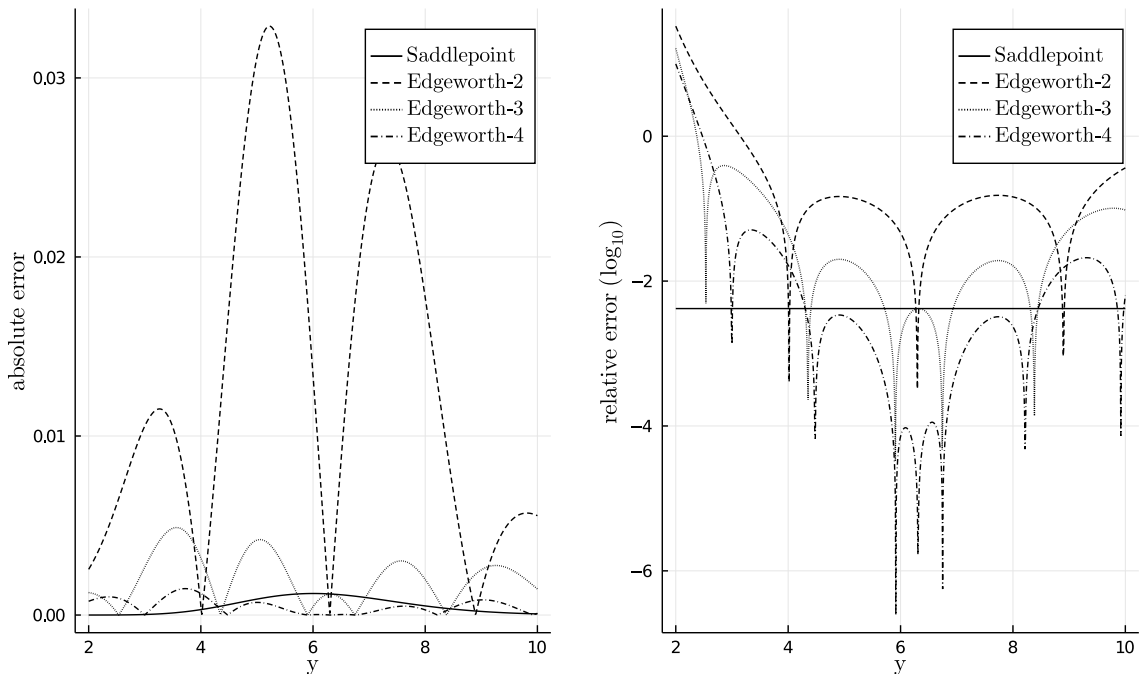 absolute error
0.03
0.02
0.01
0.00
2
4
6
8
10
y
Saddlepoint
Edgeworth-2
Edgeworth-3
Edgeworth-4
relative error (log₁₀)
0
−2
−4
−6
2
4
6
8
10
y
Saddlepoint
Edgeworth-2
Edgeworth-3
Edgeworth-4